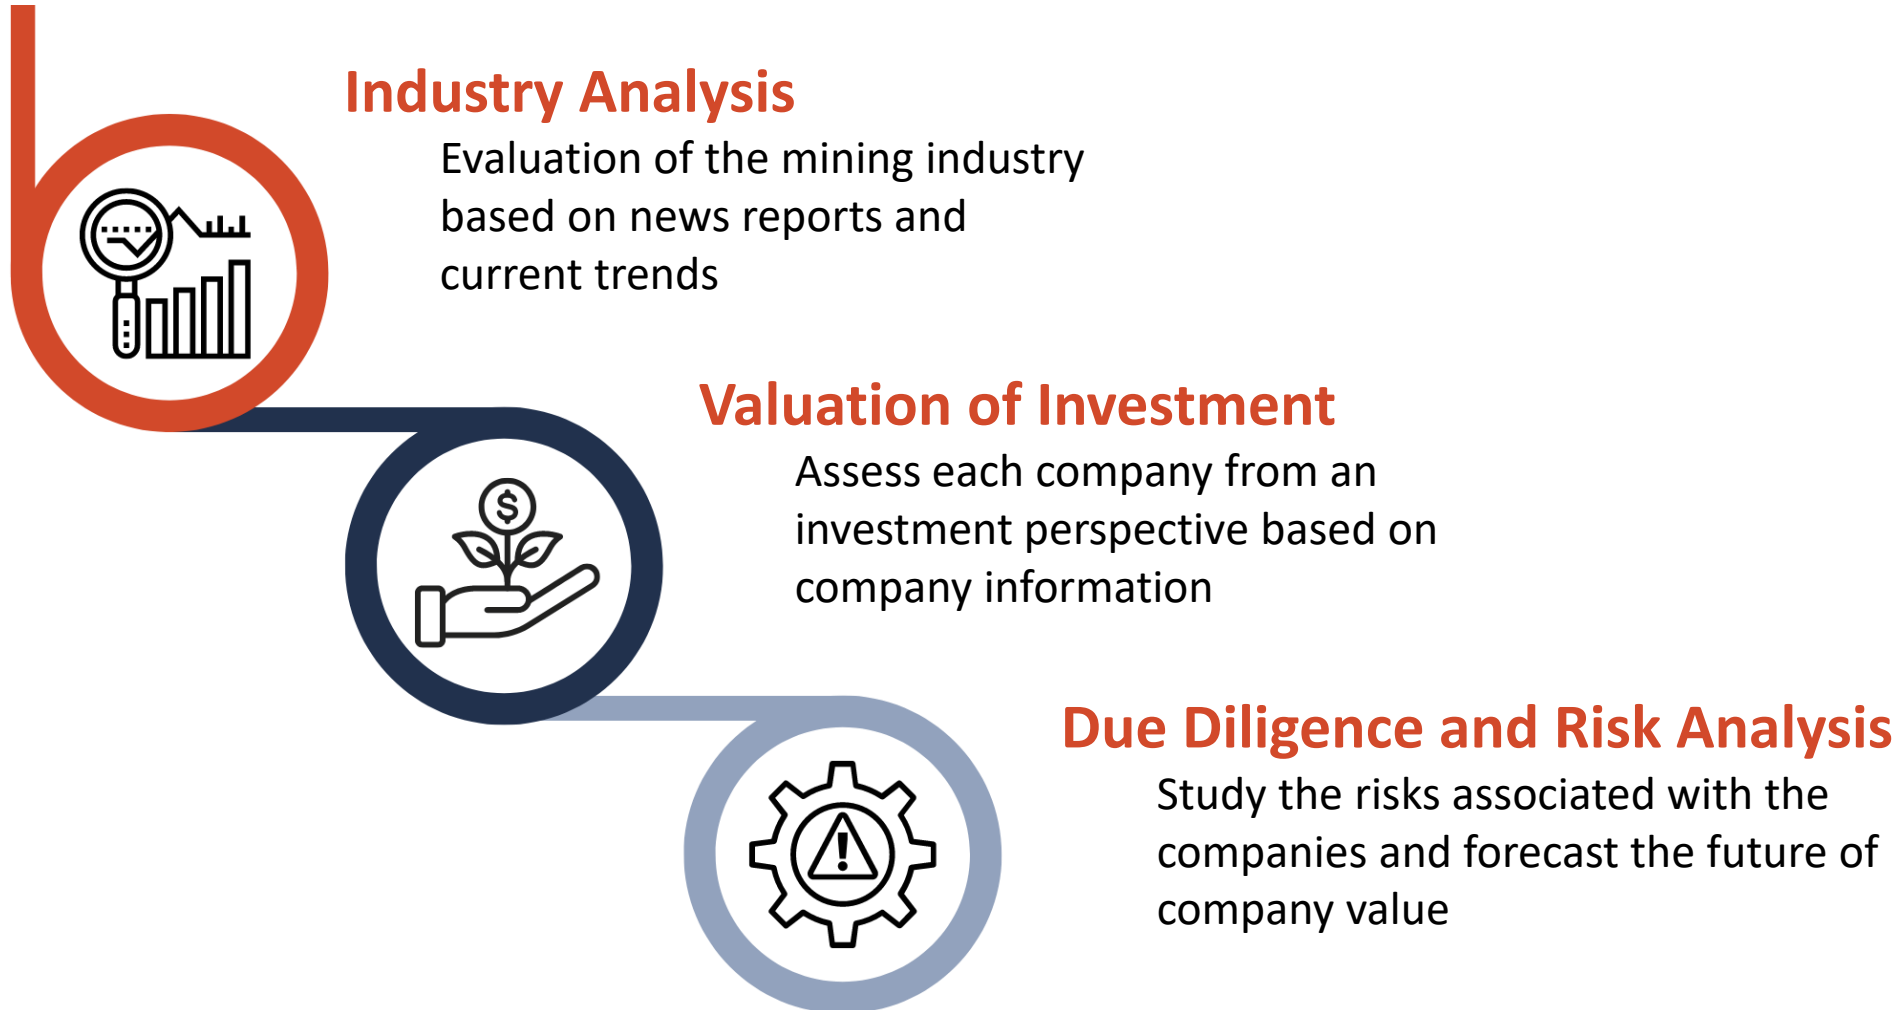 Industry Analysis
Evaluation of the mining industry
based on news reports and
current trends
Valuation of Investment
Assess each company from an
investment perspective based on
company information
$
Due Diligence and Risk Analysis
Study the risks associated with the
companies and forecast the future of
company value
!